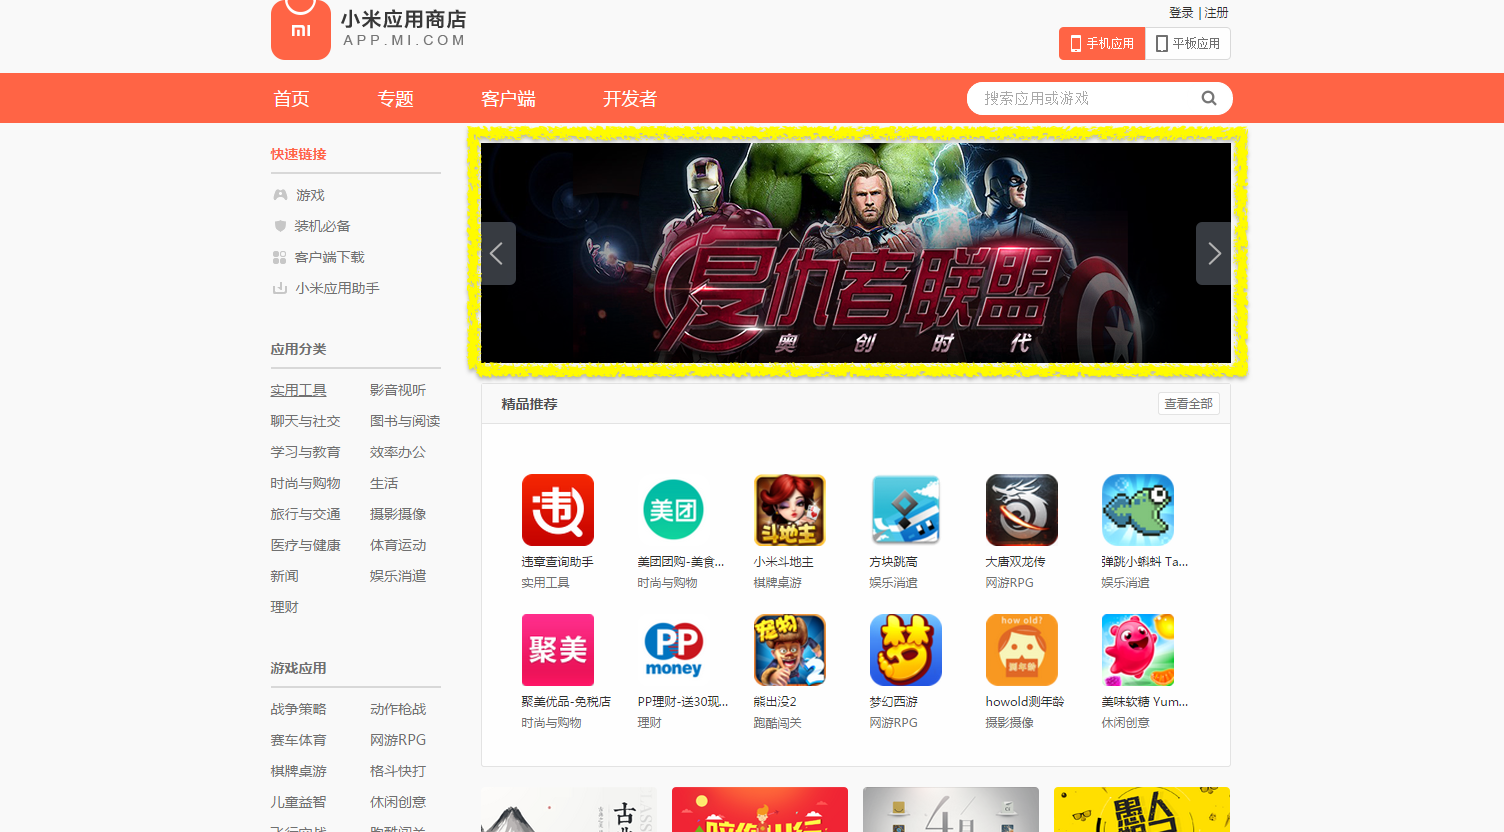 小米应用商店
APP.MI.COM
登录 | 注册
手机应用 平板应用
首页 专题 客户端 开发者 搜索应用或游戏
快速链接
游戏
装机必备
客户端下载
小米应用助手
复仇者联盟
奥创时代
应用分类
实用工具 影音视听
聊天与社交 图书与阅读
学习与教育 效率办公
时尚与购物 生活
旅行与交通 摄影摄像
医疗与健康 体育运动
新闻 娱乐消遣
理财
游戏应用
战争策略 动作枪战
赛车体育 网游RPG
棋牌桌游 格斗快打
儿童益智 休闲创意
精品推荐 查看全部
美团
斗地主
违章查询助手 美团团购-美食... 小米斗地主 方块跳高 大唐双龙传 弹跳小蝌蚪 Ta...
实用工具 时尚与购物 棋牌桌游 娱乐消遣 网游RPG 娱乐消遣
聚美
PP
money
宠物
2
梦
how old?
测年龄
聚美优品-免税店 PP理财-送30现... 熊出没2 梦幻西游 howold测年龄 美味软糖 Yum...
时尚与购物 理财 跑酷闯关 网游RPG 摄影摄像 休闲创意